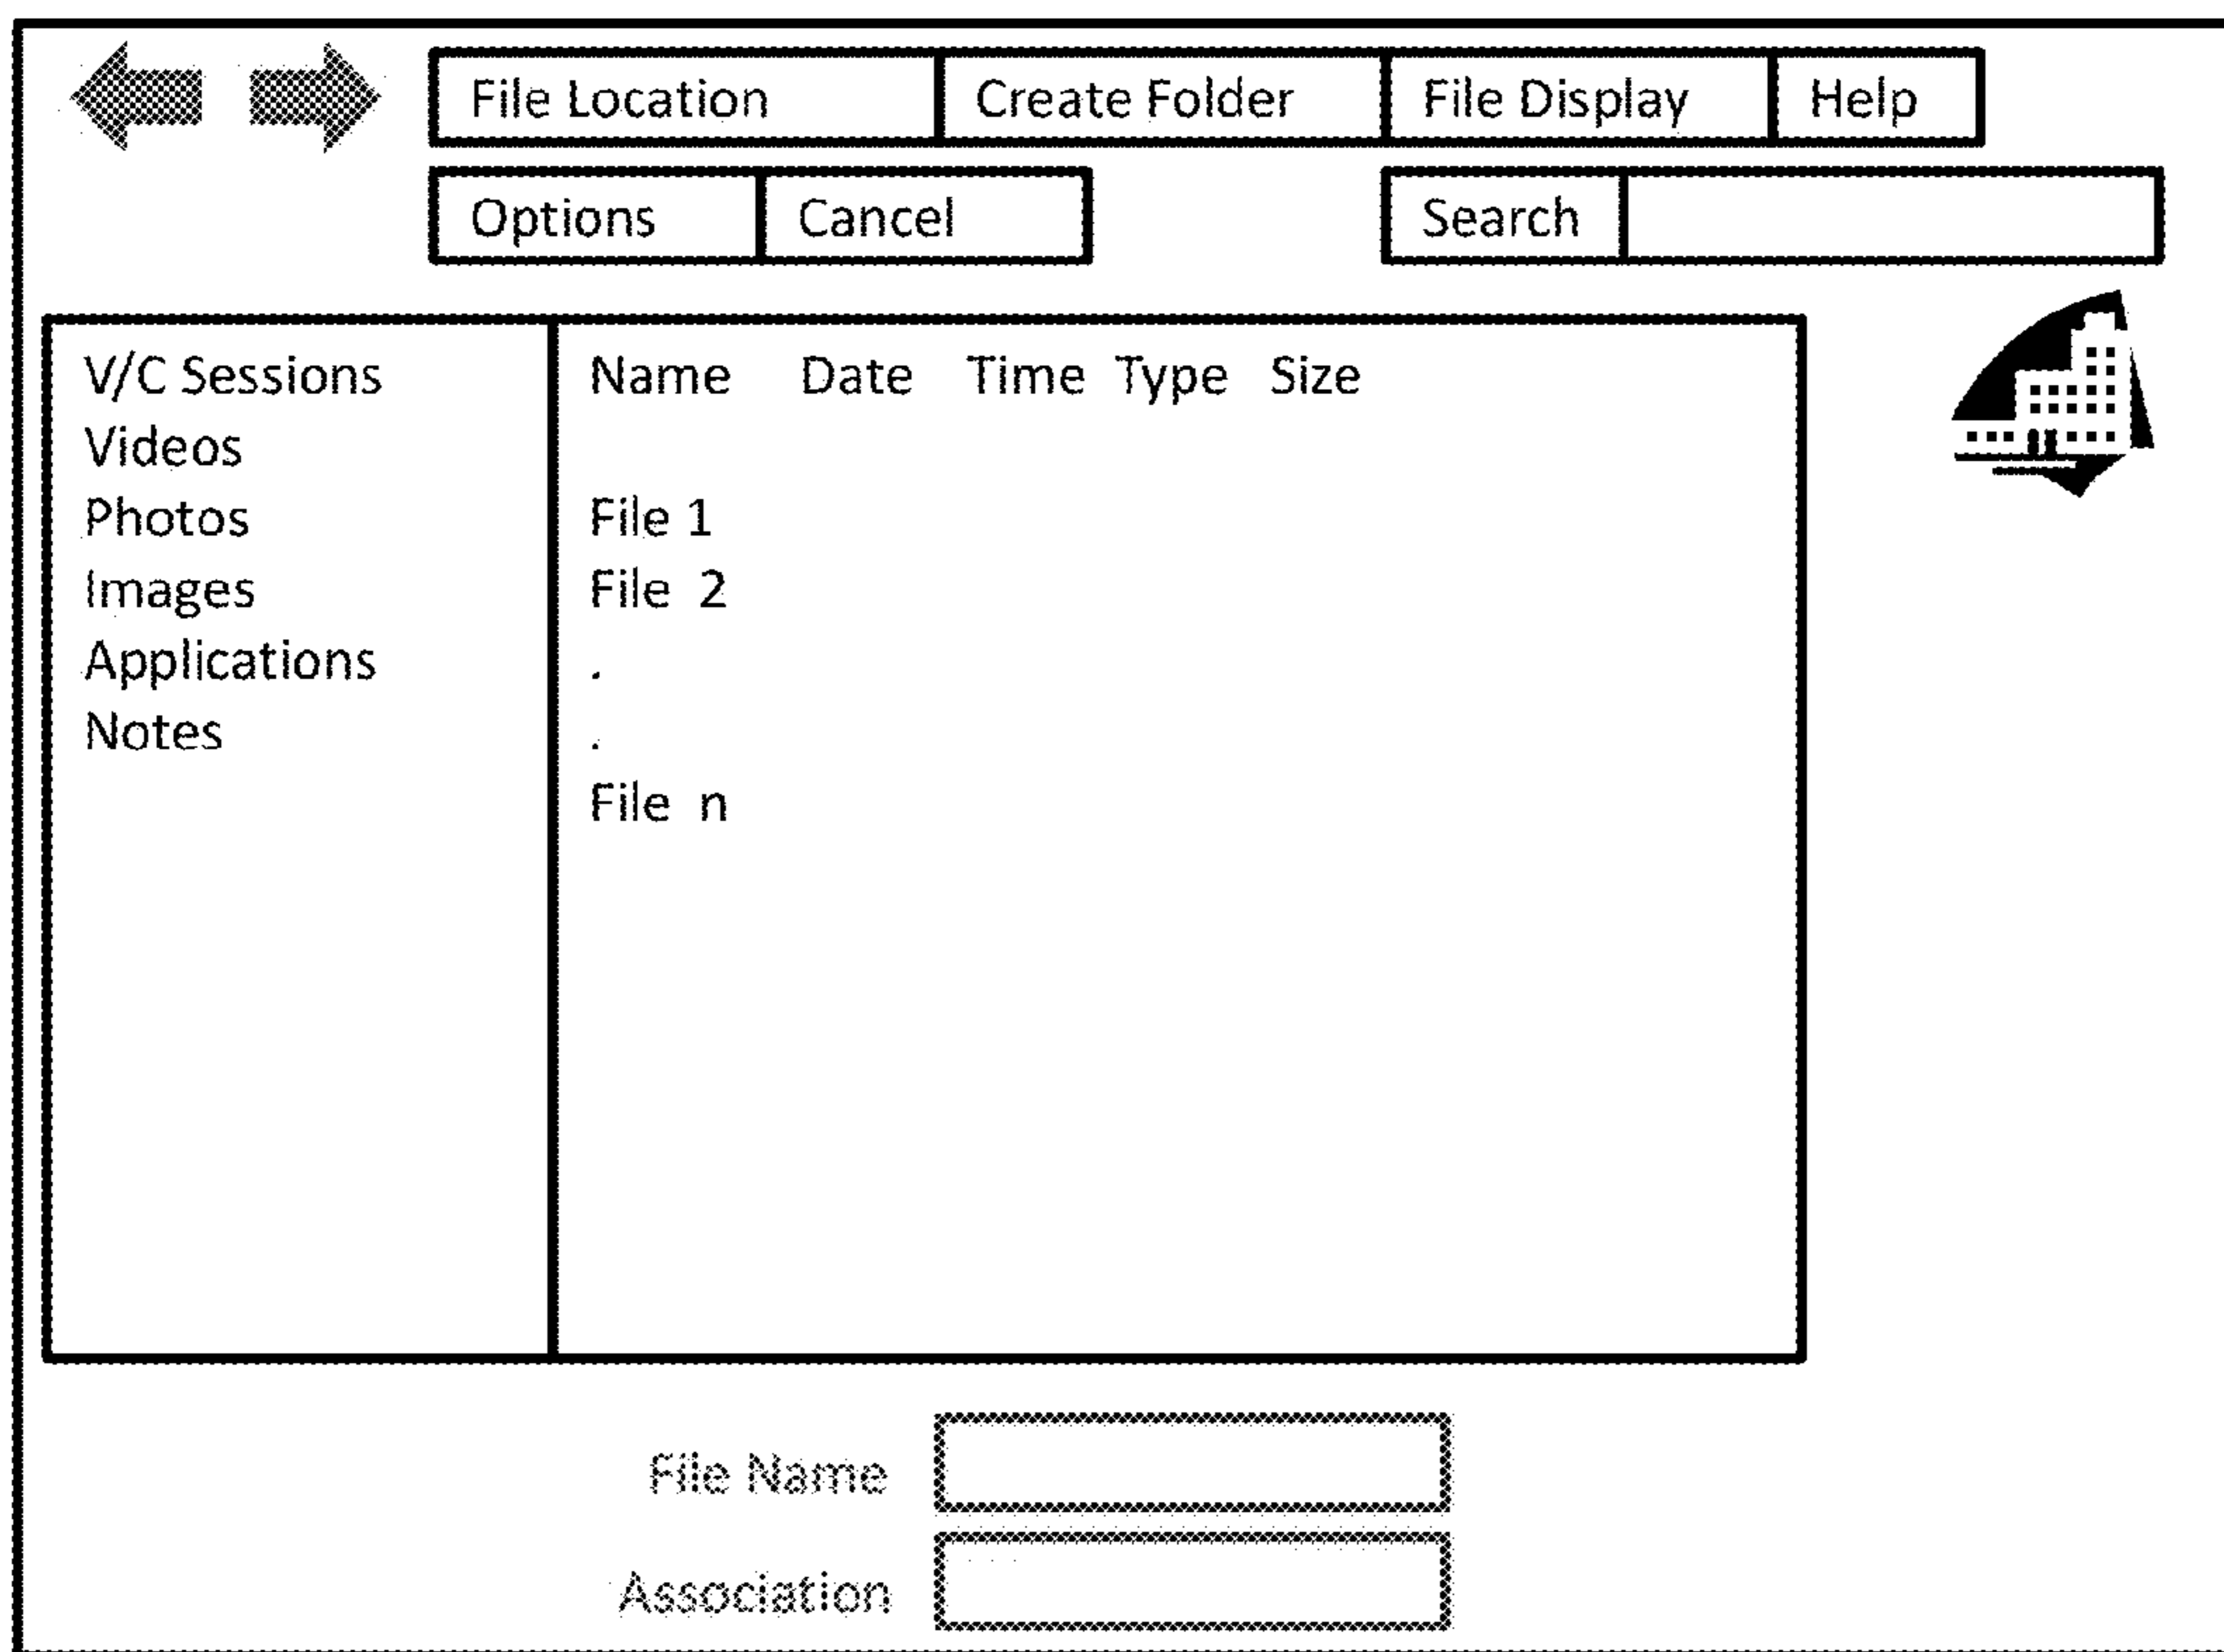 File Location Create Folder File Display Help
Options Cancel Search
V/C Sessions
Videos
Photos
Images
Applications
Notes
Name Date Time Type Size
File 1
File 2
.
.
File n
File Name
Association